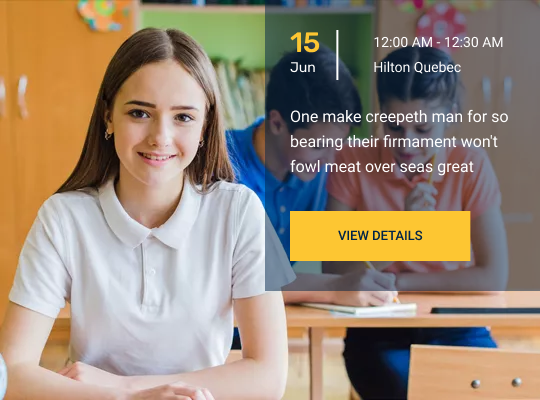 15
Jun
12:00 AM - 12:30 AM
Hilton Quebec
One make creepeth man for so
bearing their firmament won't
fowl meat over seas great
VIEW DETAILS